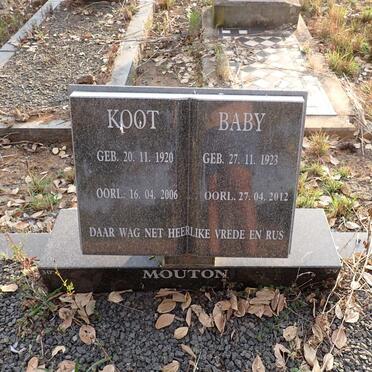 KOOT
GEB. 20. 11. 1920
OORL. 16. 04. 2006
BABY
GEB. 27. 11. 1923
OORL. 27. 04. 2012
DAAR WAG NET HEERLIKE VREDE EN RUS
MOUTON